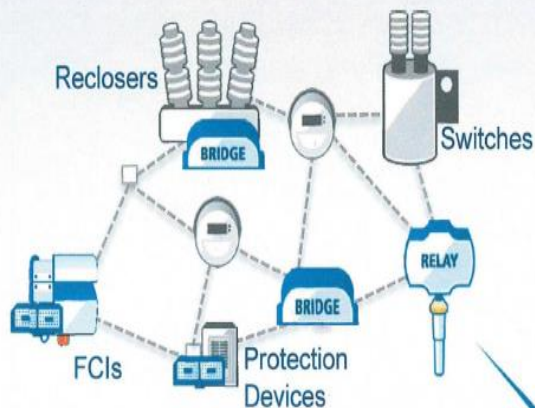 Reclosers
BRIDGE
Switches
RELAY
BRIDGE
FCIs
Protection
Devices